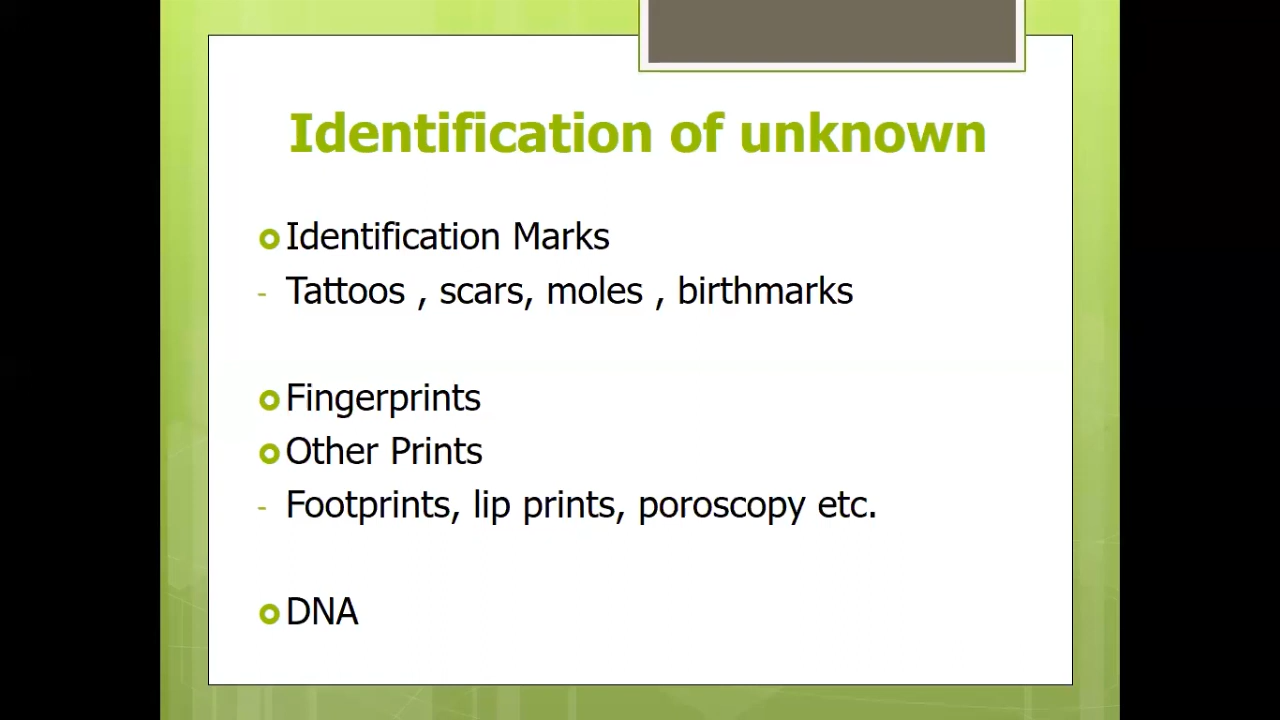 Identification of unknown
Identification Marks
- Tattoos , scars, moles , birthmarks
Fingerprints
Other Prints
- Footprints, lip prints, poroscopy etc.
DNA